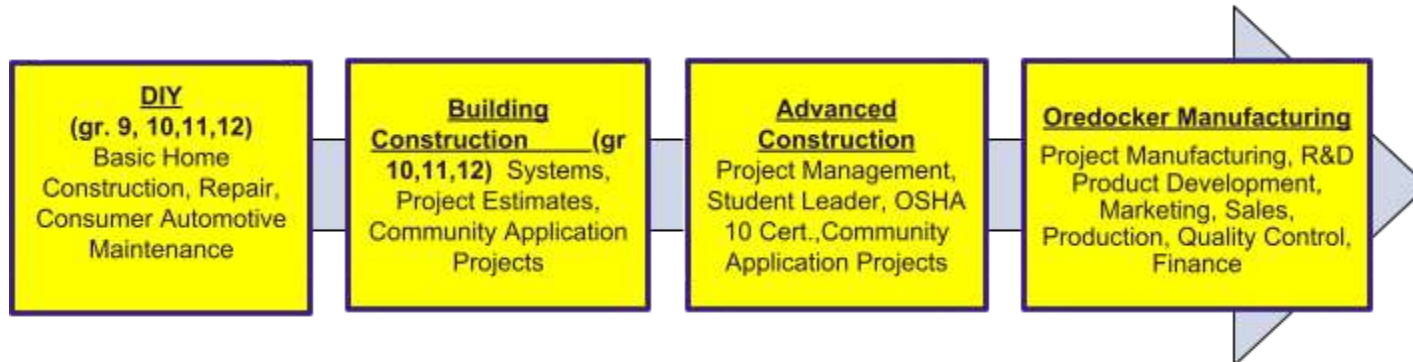 DIY
(gr. 9, 10,11,12)
Basic Home
Construction, Repair,
Consumer Automotive
Maintenance
Building
Construction (gr
10,11,12) Systems,
Project Estimates,
Community Application
Projects
Advanced
Construction
Project Management,
Student Leader, OSHA
10 Cert.,Community
Application Projects
Oredocker Manufacturing
Project Manufacturing, R&D
Product Development,
Marketing, Sales,
Production, Quality Control,
Finance